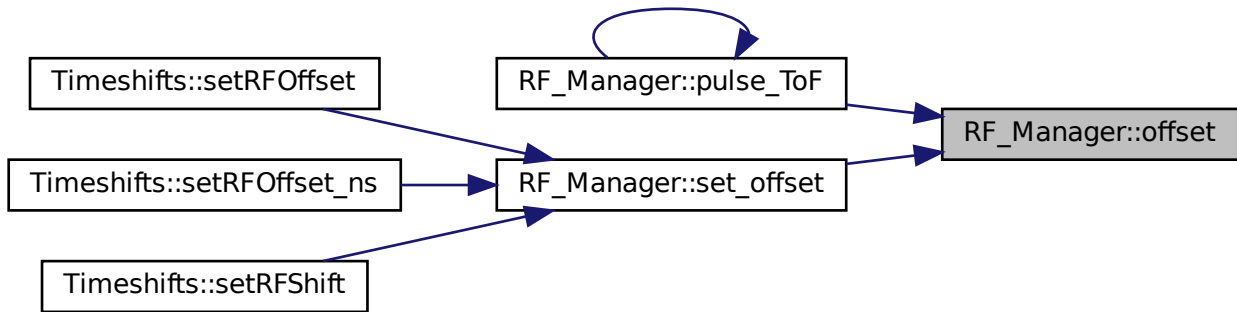 Timeshifts::setRFOffset
RF_Manager::pulse_ToF
RF_Manager::offset
Timeshifts::setRFOffset_ns
RF_Manager::set_offset
Timeshifts::setRFShift